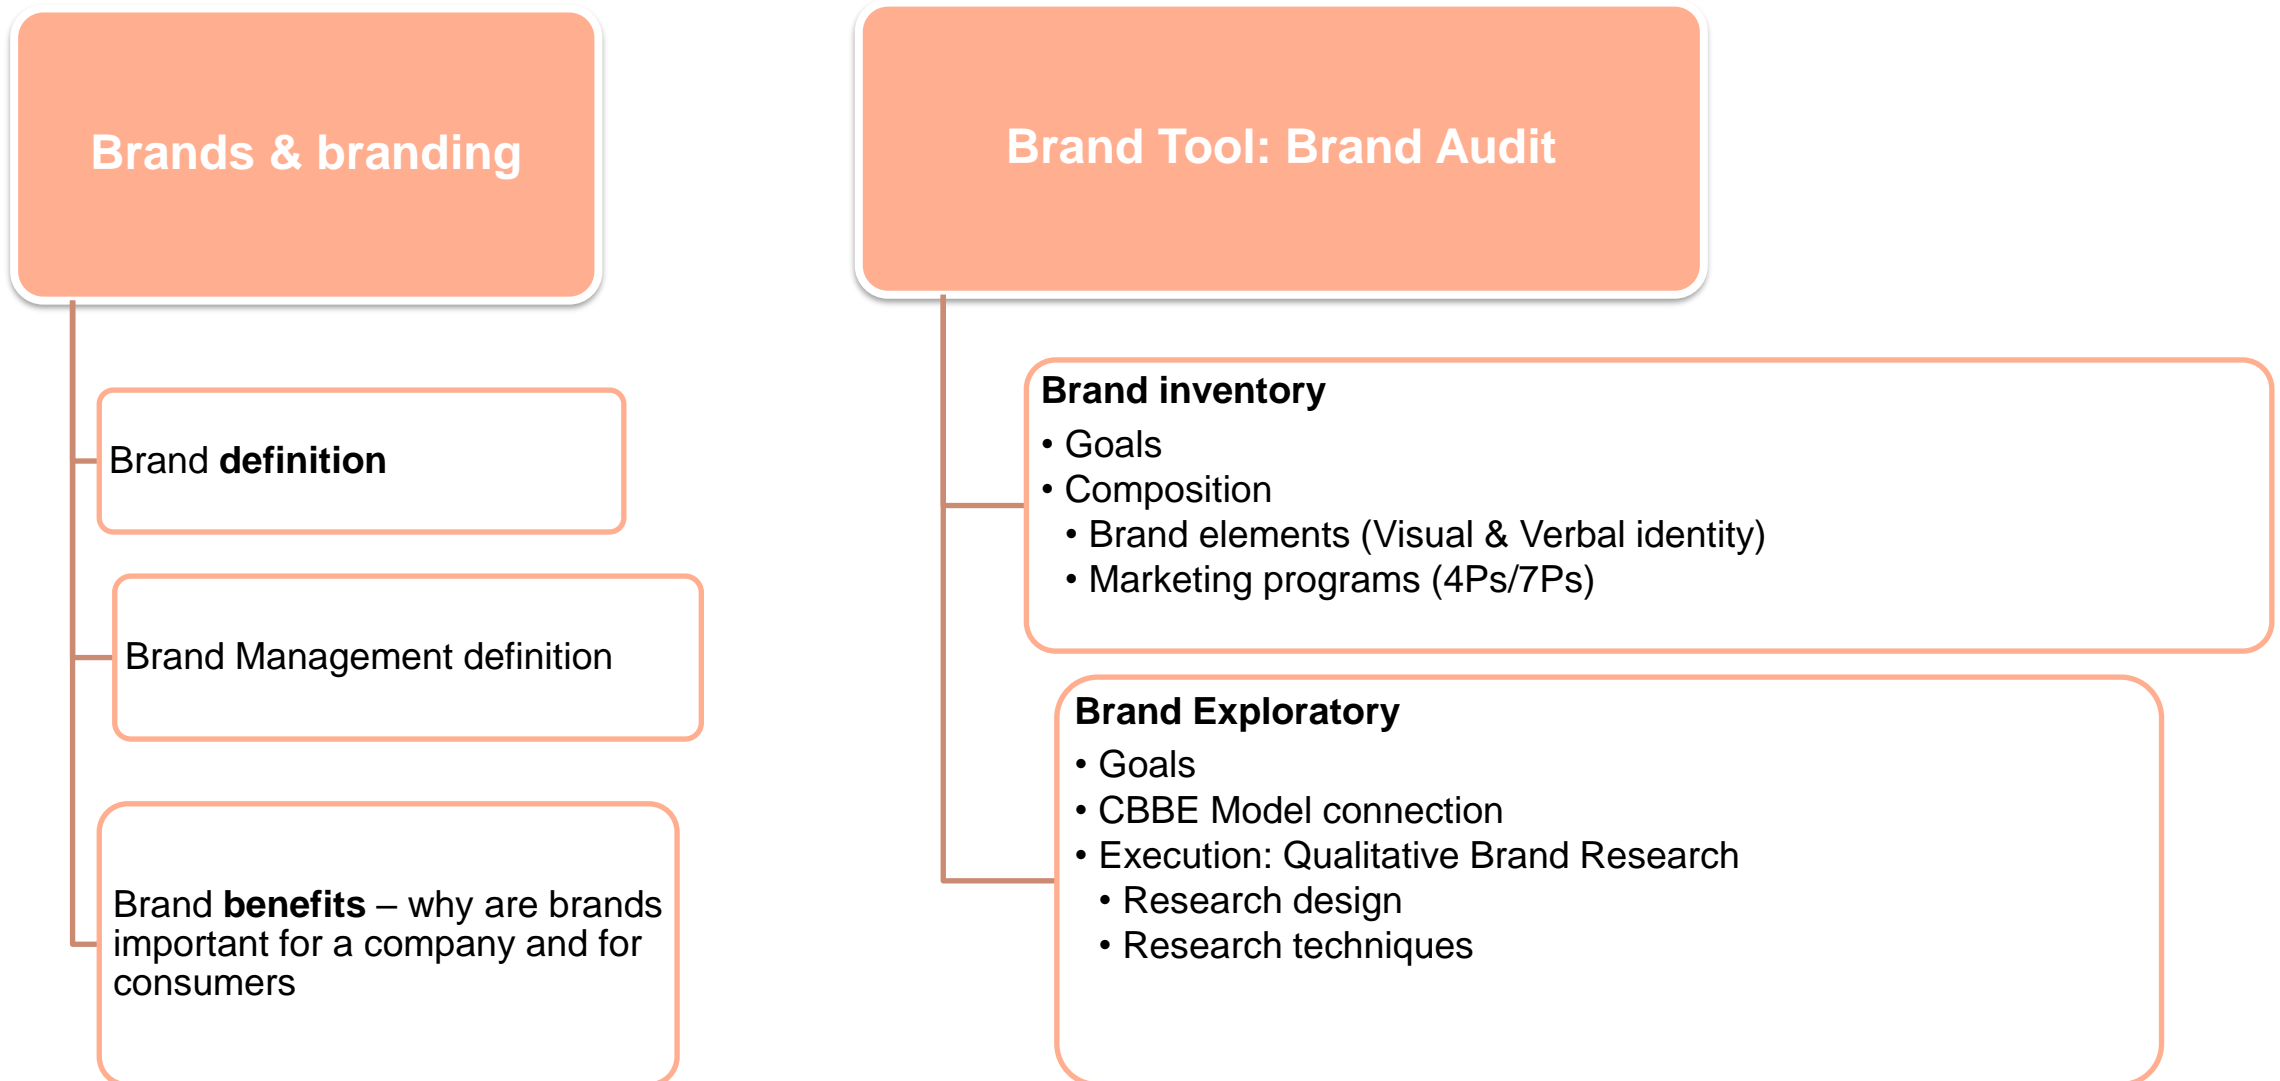 Brands & branding
Brand definition
Brand Management definition
Brand benefits – why are brands
important for a company and for
consumers
Brand Tool: Brand Audit
Brand inventory
• Goals
• Composition
• Brand elements (Visual & Verbal identity)
• Marketing programs (4Ps/7Ps)
Brand Exploratory
• Goals
• CBBE Model connection
• Execution: Qualitative Brand Research
• Research design
• Research techniques